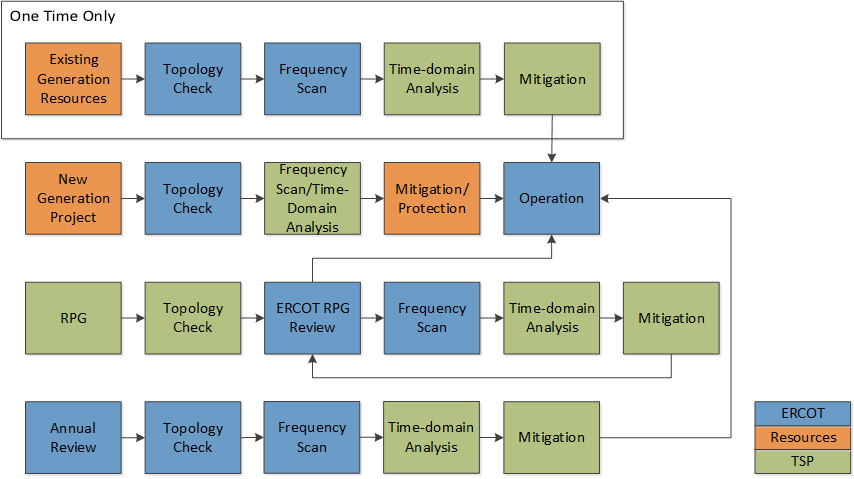 One Time Only
Existing
Generation
Resources
Topology
Check
Frequency
Scan
Time-domain
Analysis
Mitigation
New
Generation
Project
Topology
Check
Frequency
Scan/Time-
Domain
Analysis
Mitigation/
Protection
Operation
RPG
Topology
Check
ERCOT RPG
Review
Frequency
Scan
Time-domain
Analysis
Mitigation
Annual
Review
Topology
Check
Frequency
Scan
Time-domain
Analysis
Mitigation
ERCOT
Resources
TSP